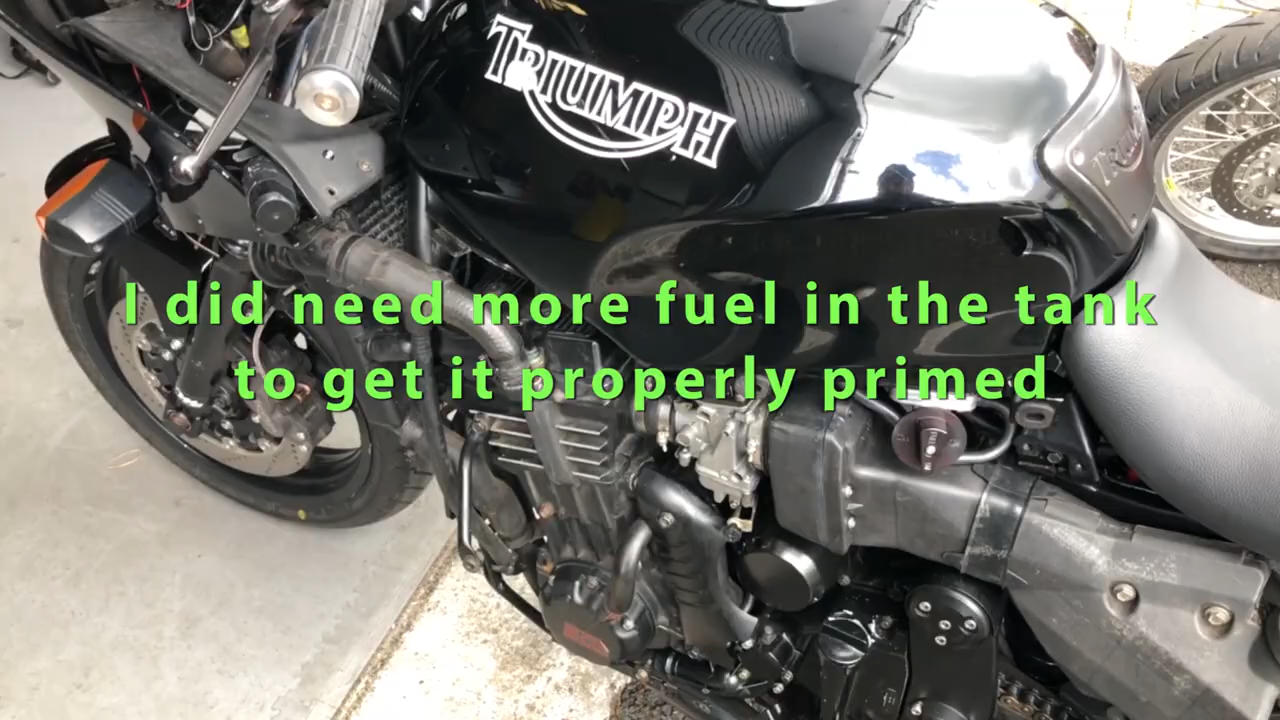 TRIUMPH
I did need more fuel in the tank
to get it properly primed